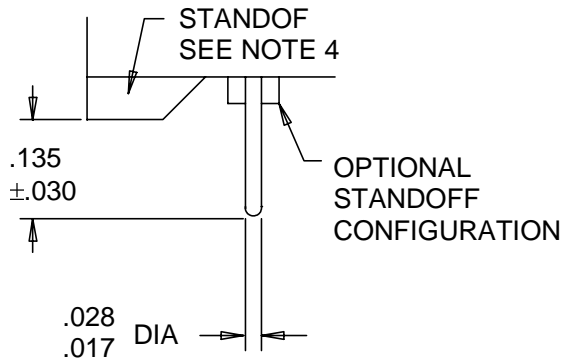 STANDOF
SEE NOTE 4
.135
±.030
OPTIONAL
STANDOFF
CONFIGURATION
.028
.017
DIA